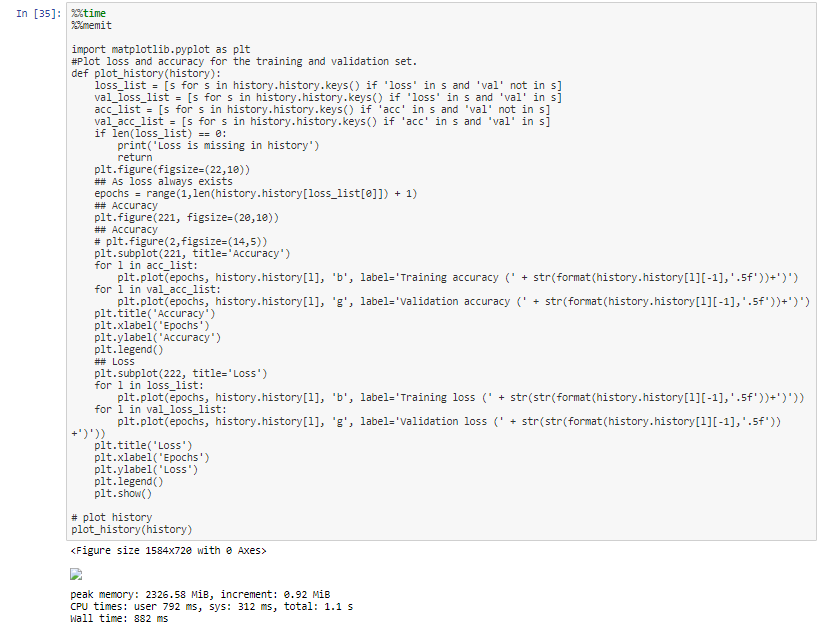 In [35]: %%time
%%memit

import matplotlib.pyplot as plt
#Plot loss and accuracy for the training and validation set.
def plot_history(history):
    loss_list = [s for s in history.history.keys() if 'loss' in s and 'val' not in s]
    val_loss_list = [s for s in history.history.keys() if 'loss' in s and 'val' in s]
    acc_list = [s for s in history.history.keys() if 'acc' in s and 'val' not in s]
    val_acc_list = [s for s in history.history.keys() if 'acc' in s and 'val' in s]
    if len(loss_list) == 0:
        print('Loss is missing in history')
        return
    plt.figure(figsize=(22,10))
    ## As loss always exists
    epochs = range(1,len(history.history[loss_list[0]]) + 1)
    ## Accuracy
    plt.figure(221, figsize=(20,10))
    ## Accuracy
    # plt.figure(2,figsize=(14,5))
    plt.subplot(221, title='Accuracy')
    for l in acc_list:
        plt.plot(epochs, history.history[l], 'b', label='Training accuracy (' + str(format(history.history[l][-1],'.5f'))+')')
    for l in val_acc_list:
        plt.plot(epochs, history.history[l], 'g', label='Validation accuracy (' + str(format(history.history[l][-1],'.5f'))+')')
    plt.title('Accuracy')
    plt.xlabel('Epochs')
    plt.ylabel('Accuracy')
    plt.legend()
    ## Loss
    plt.subplot(222, title='Loss')
    for l in loss_list:
        plt.plot(epochs, history.history[l], 'b', label='Training loss (' + str(str(format(history.history[l][-1],'.5f'))+')'))
    for l in val_loss_list:
        plt.plot(epochs, history.history[l], 'g', label='Validation loss (' + str(str(format(history.history[l][-1],'.5f'))
+')'))
    plt.title('Loss')
    plt.xlabel('Epochs')
    plt.ylabel('Loss')
    plt.legend()
    plt.show()

# plot history
plot_history(history)
<Figure size 1584x720 with 0 Axes>
peak memory: 2326.58 MiB, increment: 0.92 MiB
CPU times: user 792 ms, sys: 312 ms, total: 1.1 s
Wall time: 882 ms